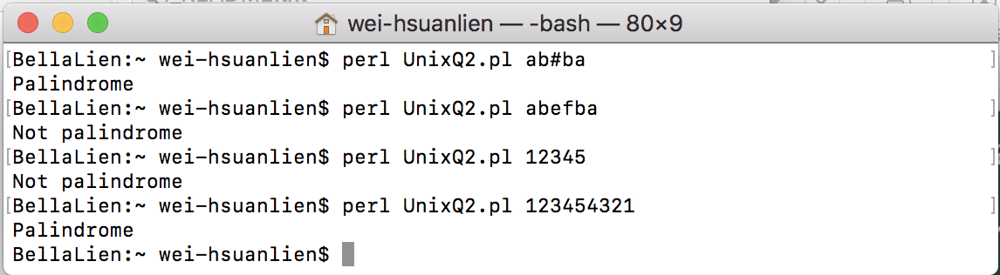 wei-hsuanlien — -bash — 80×9
[BellaLien:~ wei-hsuanlien$ perl UnixQ2.pl ab#ba ]
Palindrome
[BellaLien:~ wei-hsuanlien$ perl UnixQ2.pl abefba ]
Not palindrome
[BellaLien:~ wei-hsuanlien$ perl UnixQ2.pl 12345 ]
Not palindrome
[BellaLien:~ wei-hsuanlien$ perl UnixQ2.pl 123454321 ]
Palindrome
BellaLien:~ wei-hsuanlien$